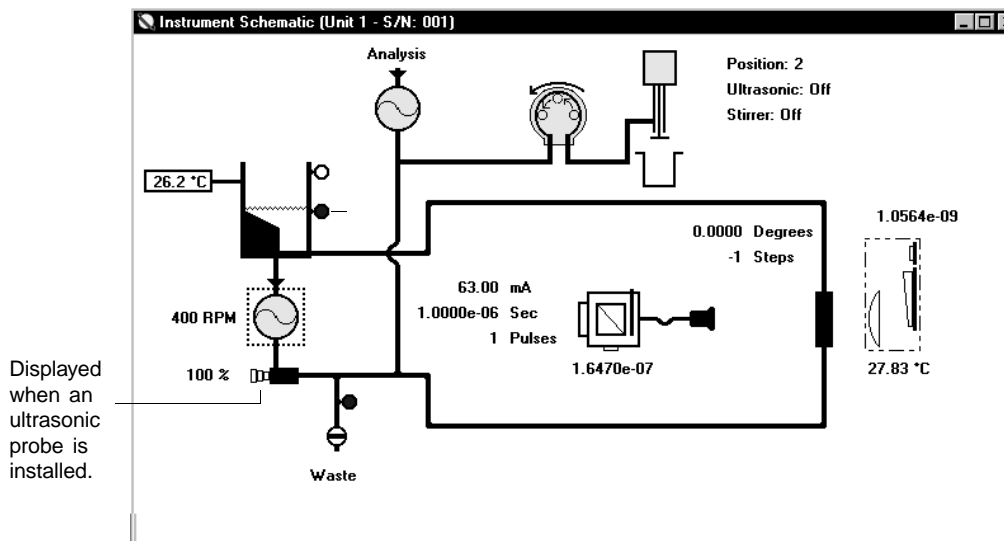 Instrument Schematic (Unit 1 - S/N: 001)
Analysis
Position: 2
Ultrasonic: Off
Stirrer: Off
26.2 °C
1.0564e-09
0.0000 Degrees
-1 Steps
63.00 mA
1.0000e-06 Sec
1 Pulses
400 RPM
1.6470e-07
27.83 °C
100 %
Displayed
when an
ultrasonic
probe is
installed.
Waste